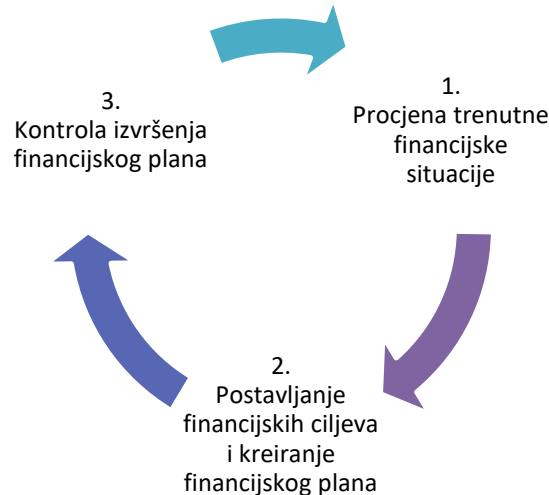 1.
Procjena trenutne
financijske
situacije
2.
Postavljanje
financijskih ciljeva
i kreiranje
financijskog plana
3.
Kontrola izvršenja
financijskog plana